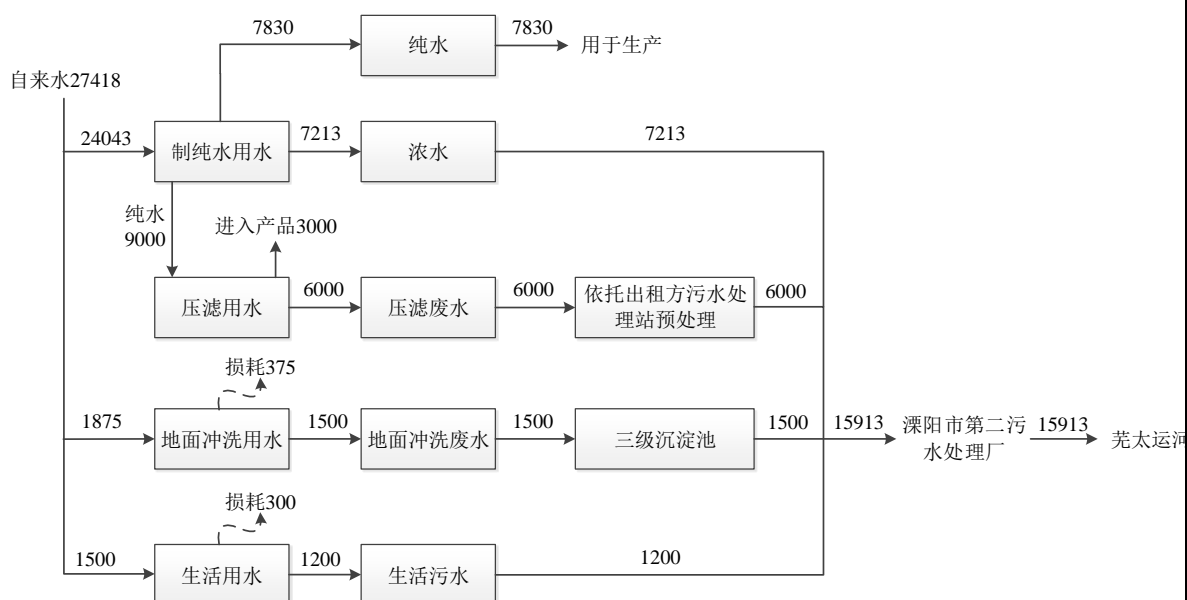 7830
纯水
7830
用于生产
自来水27418
24043
制纯水用水
7213
浓水
7213
纯水
9000
进入产品3000
压滤用水
6000
压滤废水
6000
依托出租方污水处
理站预处理
6000
损耗375
1875
地面冲洗用水
1500
地面冲洗废水
1500
三级沉淀池
1500
15913
溧阳市第二污
水处理厂
15913
芜太运河
损耗300
1500
生活用水
1200
生活污水
1200